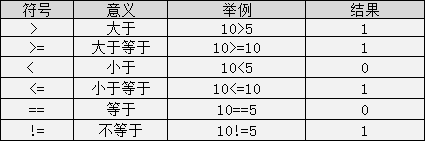 符号 意义 举例 结果
> 大于 10>5 1
>= 大于等于 10>=10 1
< 小于 10<5 0
<= 小于等于 10<=10 1
== 等于 10==5 0
!= 不等于 10!=5 1